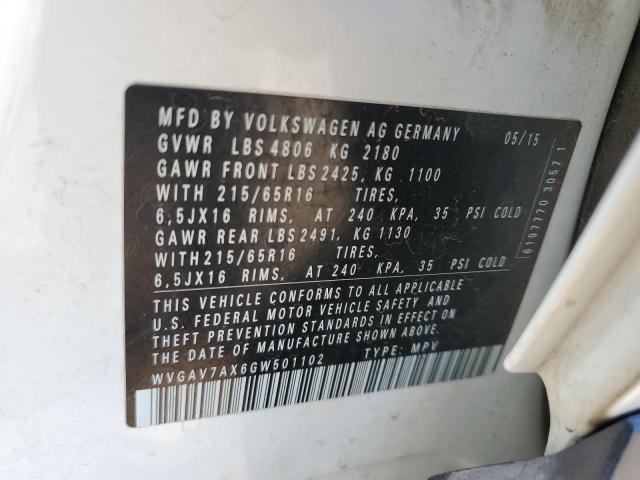 MFD BY VOLKSWAGEN AG GERMANY 05/15
GVWR LBS 4806 KG 2180
GAWR FRONT LBS 2425, KG 1100
WITH 215/65R16 TIRES,
6,5JX16 RIMS, AT 240 KPA, 35 PSI COLD
GAWR REAR LBS 2491, KG 1130
WITH 215/65R16 TIRES,
6,5JX16 RIMS, AT 240 KPA, 35 PSI COLD
THIS VEHICLE CONFORMS TO ALL APPLICABLE
U.S. FEDERAL MOTOR VEHICLE SAFETY AND
THEFT PREVENTION STANDARDS IN EFFECT ON
THE DATE OF MANUFACTURE SHOWN ABOVE.
WVGAV7AX6GW501102 TYPE: MPV